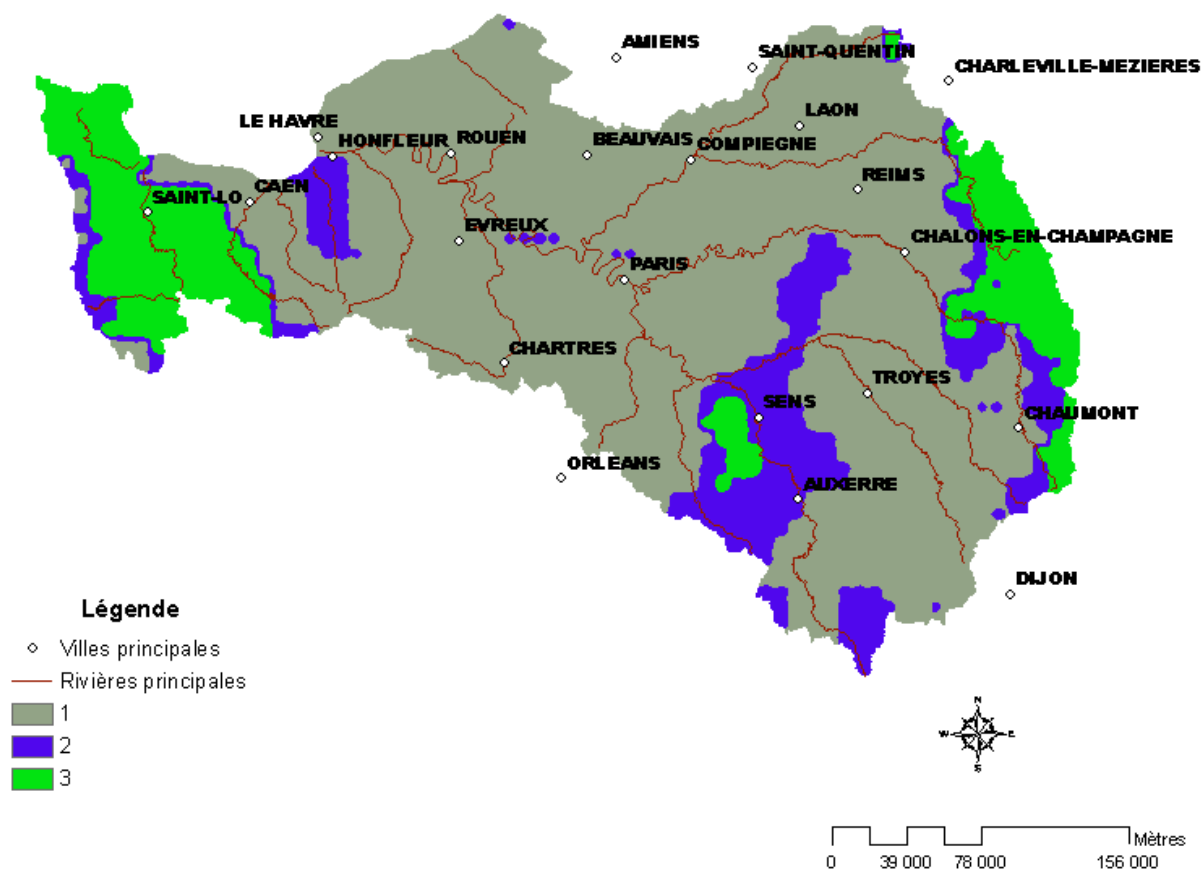 AMIENS
SAINT-QUENTIN
CHARLEVILLE-MEZIERES
LE HAVRE
LAON
HONFLEUR
ROUEN
BEAUVAIS
COMPIEGNE
REIMS
SAINT-LO
CAEN
EVREUX
CHALONS-EN-CHAMPAGNE
PARIS
CHARTRES
TROYES
SENS
CHAUMONT
ORLEANS
AUXERRE
DIJON
Légende
Villes principales
Rivières principales
1
2
3
N
W E
S
Mètres
0 39 000 78 000 156 000